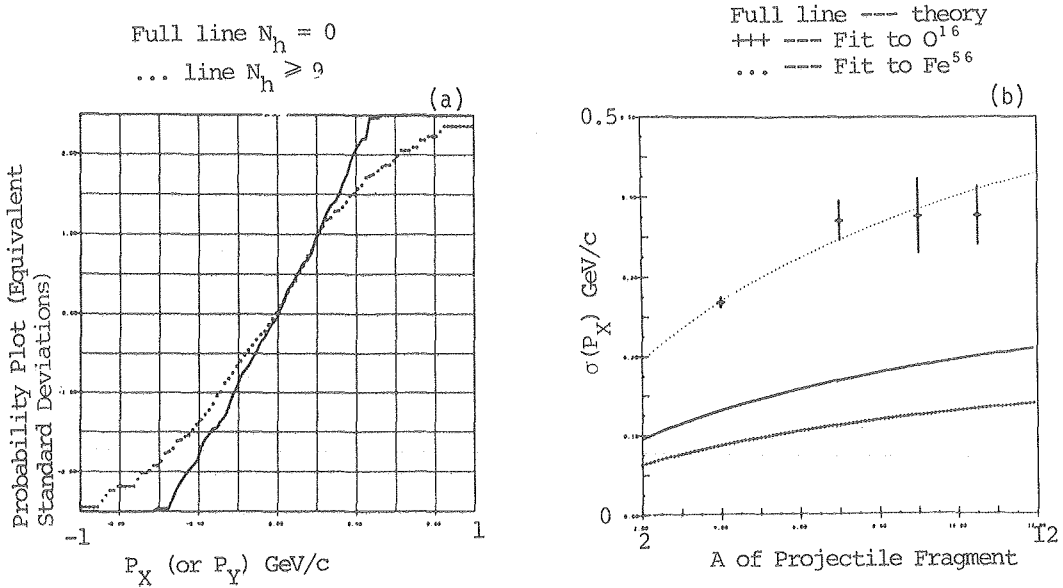 Full line N_h = 0
... line N_h ⩾ 9
(a)
Probability Plot (Equivalent
Standard Deviations)
-1
1
P_X (or P_Y) GeV/c
Full line --- theory
+++ --- Fit to O^16
... --- Fit to Fe^56
(b)
0.5
σ(P_X) GeV/c
0
2
12
A of Projectile Fragment